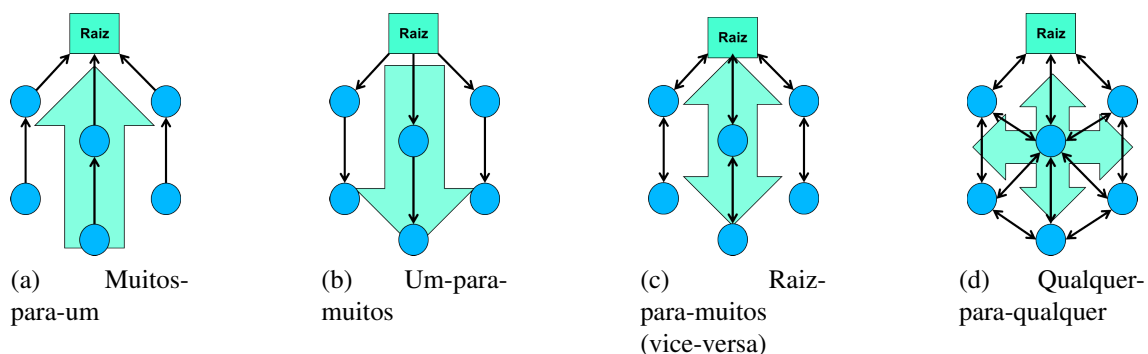 Raiz
Raiz
Raiz
Raiz
(a) Muitos-
para-um
(b) Um-para-
muitos
(c) Raiz-
para-muitos
(vice-versa)
(d) Qualquer-
para-qualquer